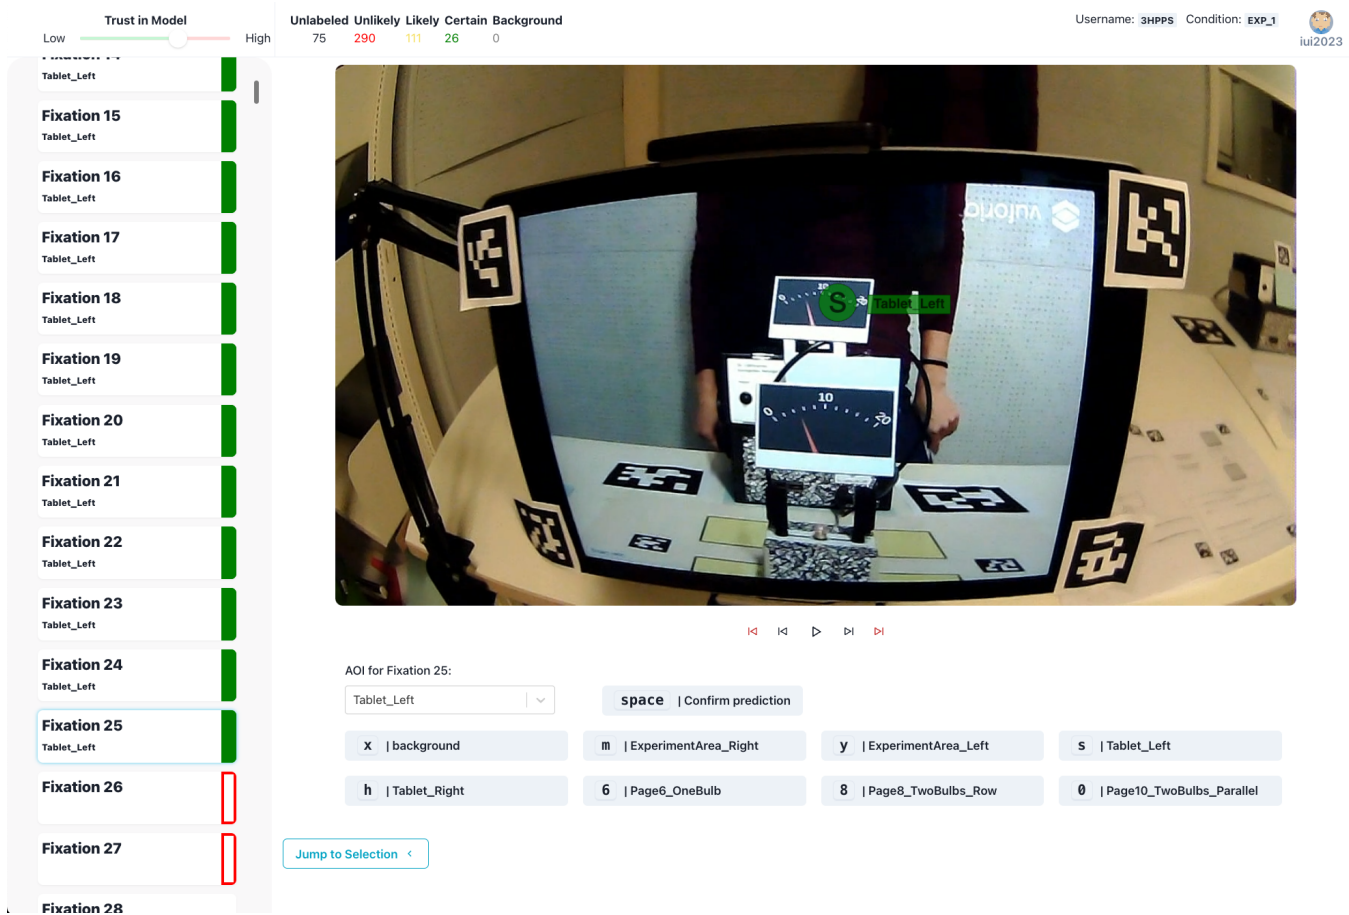 Trust in Model
Low High
Unlabeled Unlikely Likely Certain Background
75 290 111 26 0
Username: 3HPPS Condition: EXP_1
iui2023
Tablet_Left
Fixation 15
Tablet_Left
Fixation 16
Tablet_Left
Fixation 17
Tablet_Left
Fixation 18
Tablet_Left
Fixation 19
Tablet_Left
Fixation 20
Tablet_Left
Fixation 21
Tablet_Left
Fixation 22
Tablet_Left
Fixation 23
Tablet_Left
Fixation 24
Tablet_Left
Fixation 25
Tablet_Left
Fixation 26
Fixation 27
Fixation 28
vuforia
0 10 20
S Tablet_Left
0 10 20
AOI for Fixation 25:
Tablet_Left
space | Confirm prediction
x | background
m | ExperimentArea_Right
y | ExperimentArea_Left
s | Tablet_Left
h | Tablet_Right
6 | Page6_OneBulb
8 | Page8_TwoBulbs_Row
0 | Page10_TwoBulbs_Parallel
Jump to Selection